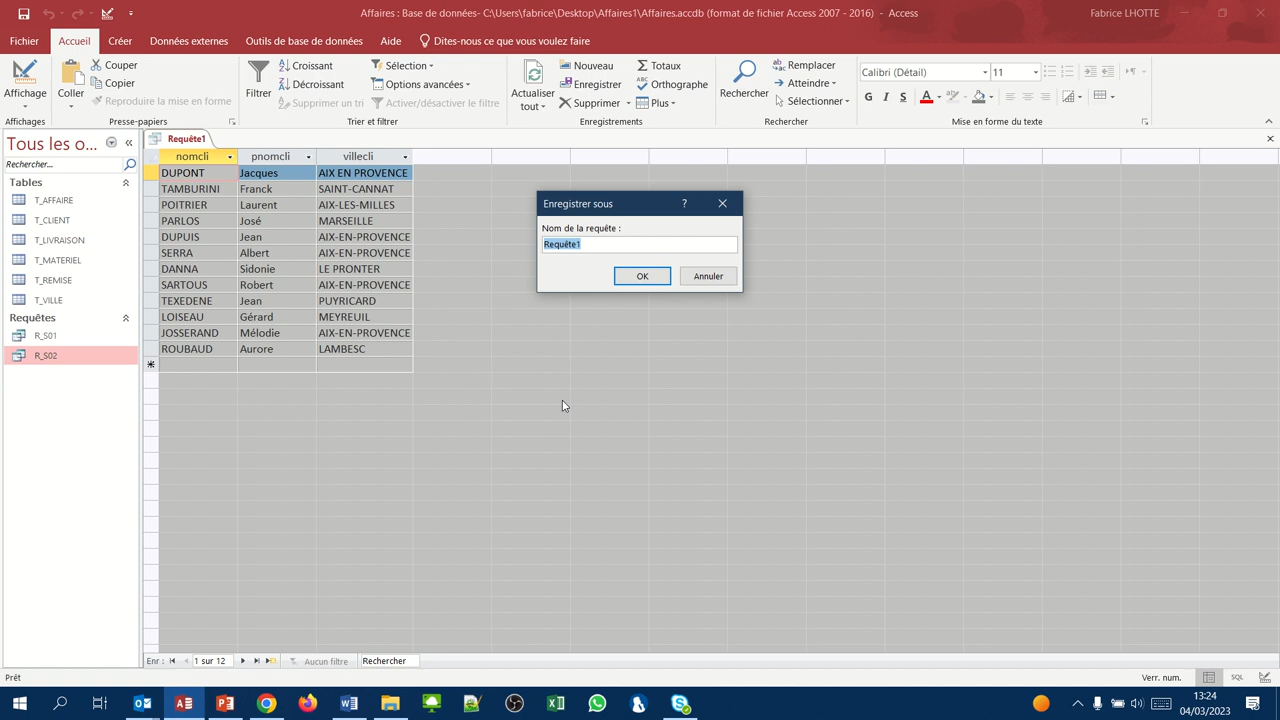 Affaires : Base de données- C:\Users\fabrice\Desktop\Affaires1\Affaires.accdb (format de fichier Access 2007 - 2016) - Access
Fabrice LHOTTE
Fichier Accueil Créer Données externes Outils de base de données Aide Dites-nous ce que vous voulez faire
Affichage
Affichages
Coller
Couper
Copier
Reproduire la mise en forme
Presse-papiers
Filtrer
Croissant
Décroissant
Supprimer un tri
Sélection
Options avancées
Activer/désactiver le filtre
Trier et filtrer
Actualiser
tout
Nouveau
Enregistrer
Supprimer
Totaux
Orthographe
Plus
Enregistrements
Rechercher
Remplacer
Atteindre
Sélectionner
Rechercher
Calibri (Détail) 11
G I S A
Mise en forme du texte
Tous les o...
Rechercher...
Tables
T_AFFAIRE
T_CLIENT
T_LIVRAISON
T_MATERIEL
T_REMISE
T_VILLE
Requêtes
R_S01
R_S02
Requête1
nomcli pnomcli villecli
DUPONT Jacques AIX EN PROVENCE
TAMBURINI Franck SAINT-CANNAT
POITRIER Laurent AIX-LES-MILLES
PARLOS José MARSEILLE
DUPUIS Jean AIX-EN-PROVENCE
SERRA Albert AIX-EN-PROVENCE
DANNA Sidonie LE PRONTER
SARTOUS Robert AIX-EN-PROVENCE
TEXEDENE Jean PUYRICARD
LOISEAU Gérard MEYREUIL
JOSSERAND Mélodie AIX-EN-PROVENCE
ROUBAUD Aurore LAMBESC
Enregistrer sous ?
Nom de la requête :
Requête1
OK Annuler
Enr : 1 sur 12 Aucun filtre Rechercher
Prêt
Verr. num. SQL
13:24
04/03/2023